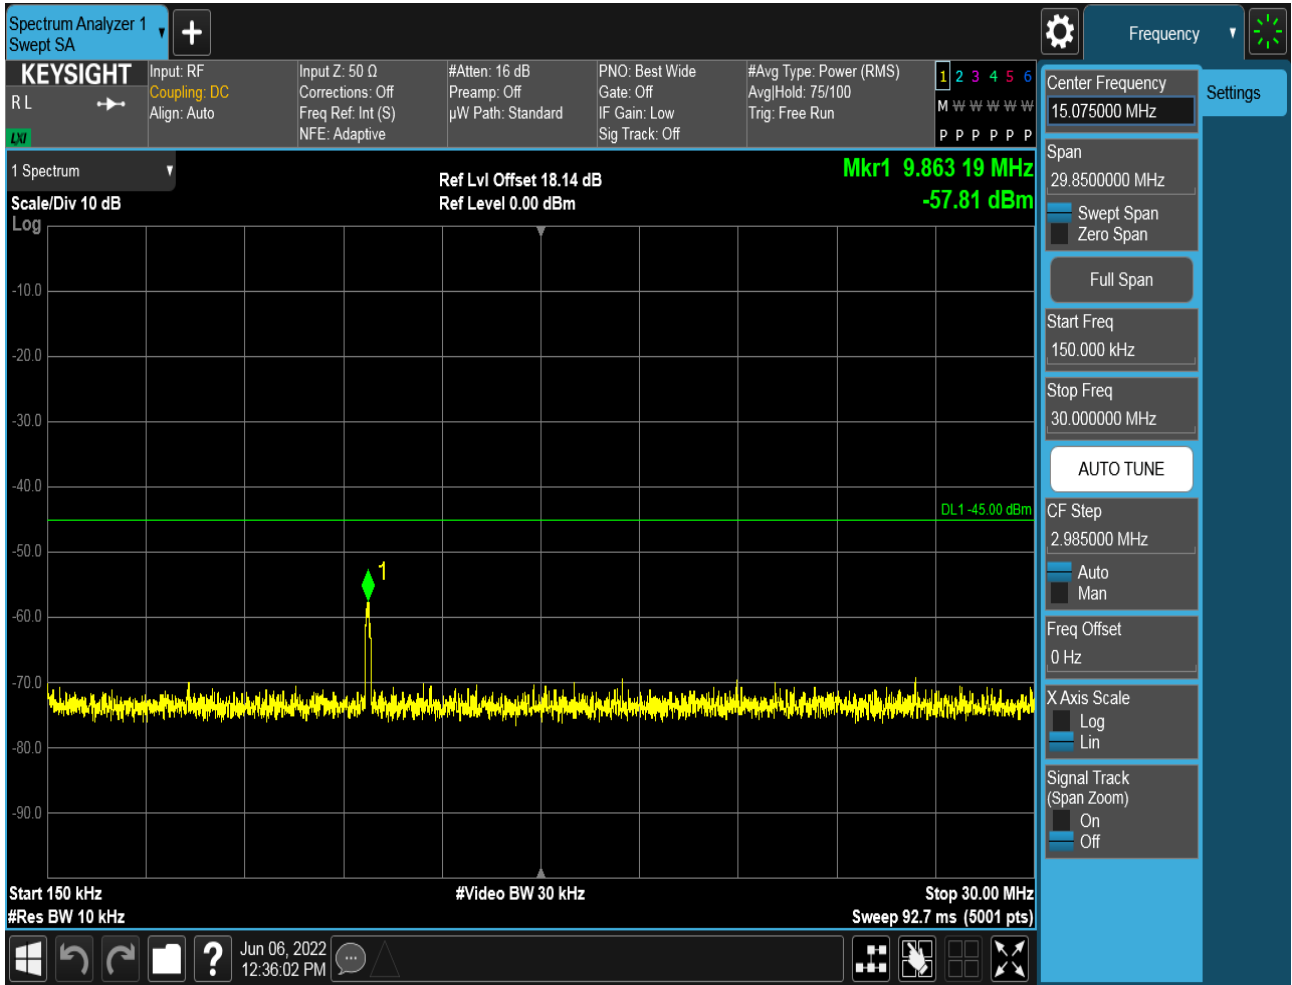 Spectrum Analyzer 1
Swept SA
Frequency
KEYSIGHT
R L
LXI
Input: RF
Coupling: DC
Align: Auto
Input Z: 50 Ω
Corrections: Off
Freq Ref: Int (S)
NFE: Adaptive
#Atten: 16 dB
Preamp: Off
µW Path: Standard
PNO: Best Wide
Gate: Off
IF Gain: Low
Sig Track: Off
#Avg Type: Power (RMS)
Avg|Hold: 75/100
Trig: Free Run
1 2 3 4 5 6
M W W W W W
P P P P P P
1 Spectrum
Scale/Div 10 dB
Log
Ref Lvl Offset 18.14 dB
Ref Level 0.00 dBm
Mkr1 9.863 19 MHz
-57.81 dBm
-10.0
-20.0
-30.0
-40.0
DL1 -45.00 dBm
-50.0
1
-60.0
-70.0
-80.0
-90.0
Start 150 kHz
#Res BW 10 kHz
#Video BW 30 kHz
Stop 30.00 MHz
Sweep 92.7 ms (5001 pts)
Jun 06, 2022
12:36:02 PM
Center Frequency
15.075000 MHz
Span
29.8500000 MHz
Swept Span
Zero Span
Full Span
Start Freq
150.000 kHz
Stop Freq
30.000000 MHz
AUTO TUNE
CF Step
2.985000 MHz
Auto
Man
Freq Offset
0 Hz
X Axis Scale
Log
Lin
Signal Track
(Span Zoom)
On
Off
Settings